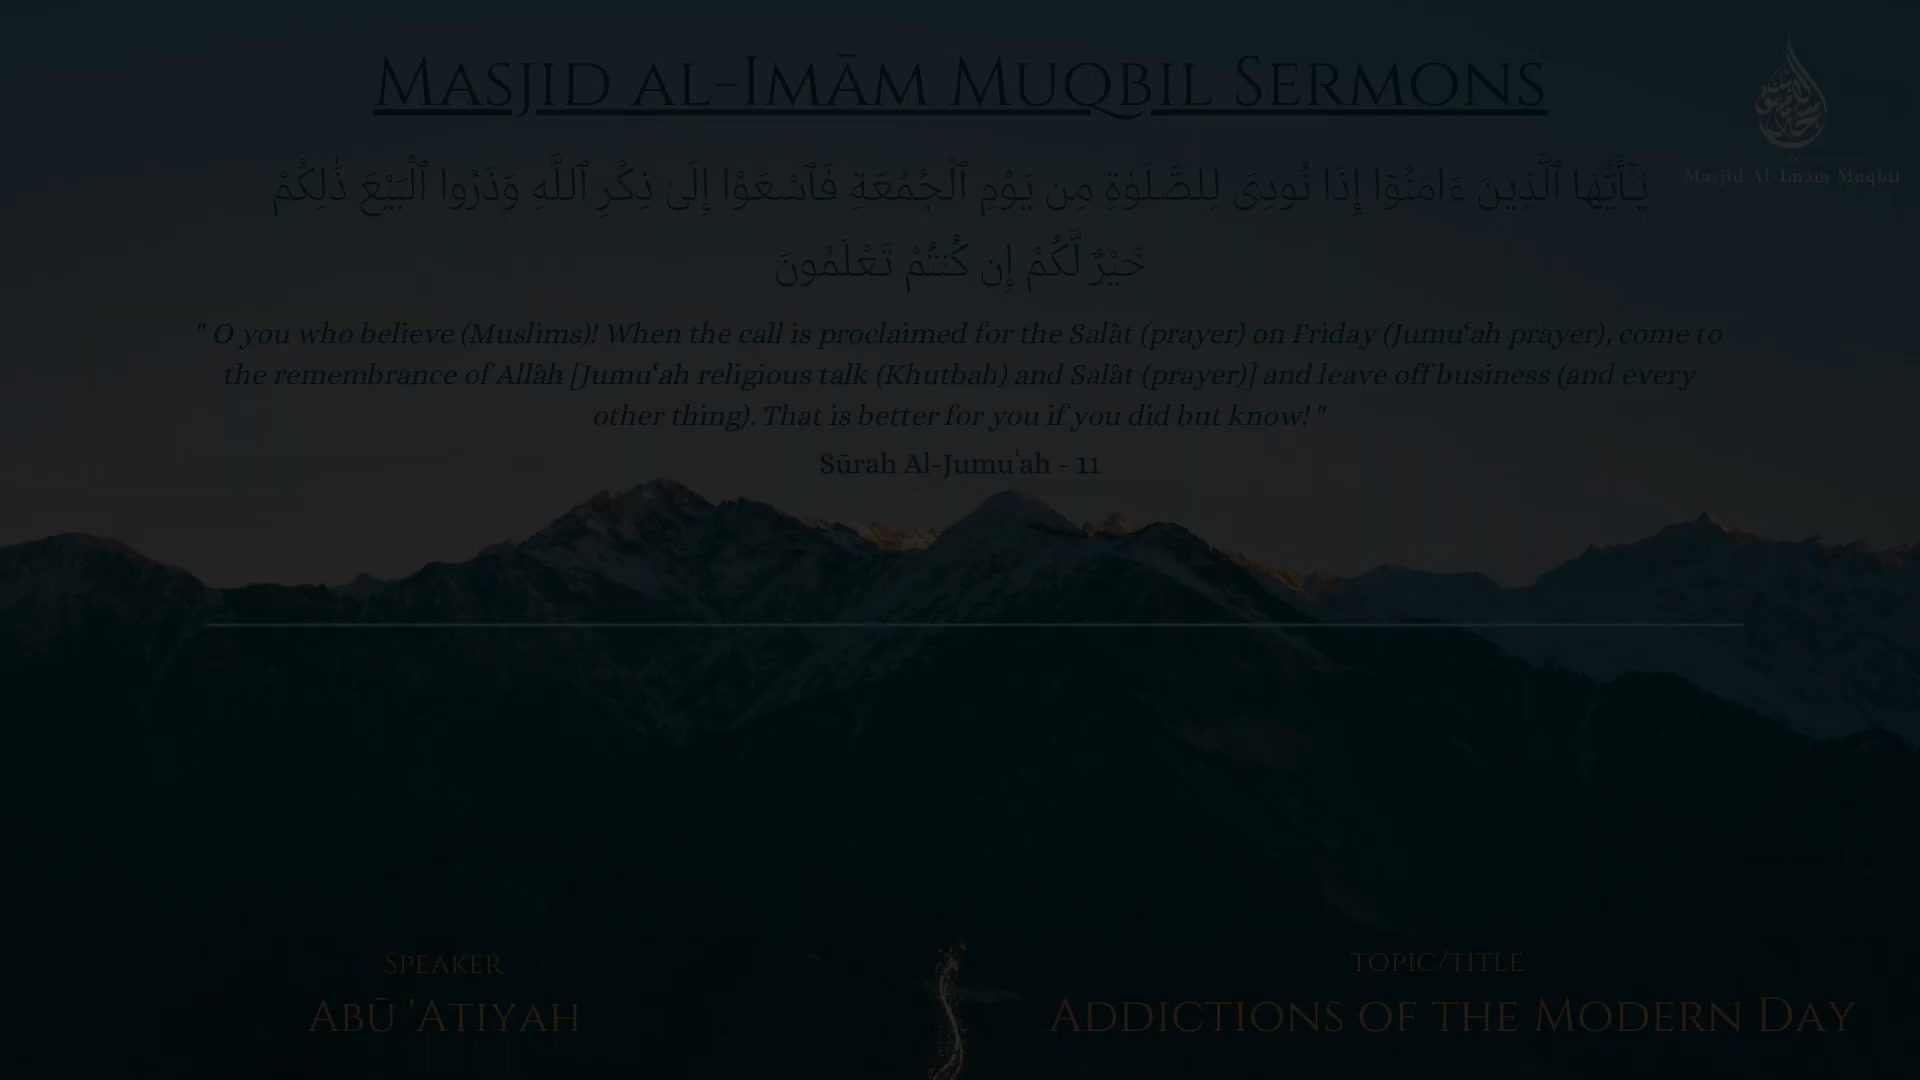 Masjid al-Imām Muqbil Sermons
Masjid Al-Imam Muqbil
يَـٰٓأَيُّهَا ٱلَّذِينَ ءَامَنُوٓا۟ إِذَا نُودِىَ لِلصَّلَوٰةِ مِن يَوْمِ ٱلْجُمُعَةِ فَٱسْعَوْا۟ إِلَىٰ ذِكْرِ ٱللَّهِ وَذَرُوا۟ ٱلْبَيْعَ ذَٰلِكُمْ
خَيْرٌ لَّكُمْ إِن كُنتُمْ تَعْلَمُونَ
" O you who believe (Muslims)! When the call is proclaimed for the Salât (prayer) on Friday (Jumu‘ah prayer), come to
the remembrance of Allâh [Jumu‘ah religious talk (Khutbah) and Salât (prayer)] and leave off business (and every
other thing). That is better for you if you did but know! "
Sūrah Al-Jumuʿah - 11
Speaker
Abū 'Atiyah
topic/title
Addictions of the Modern Day